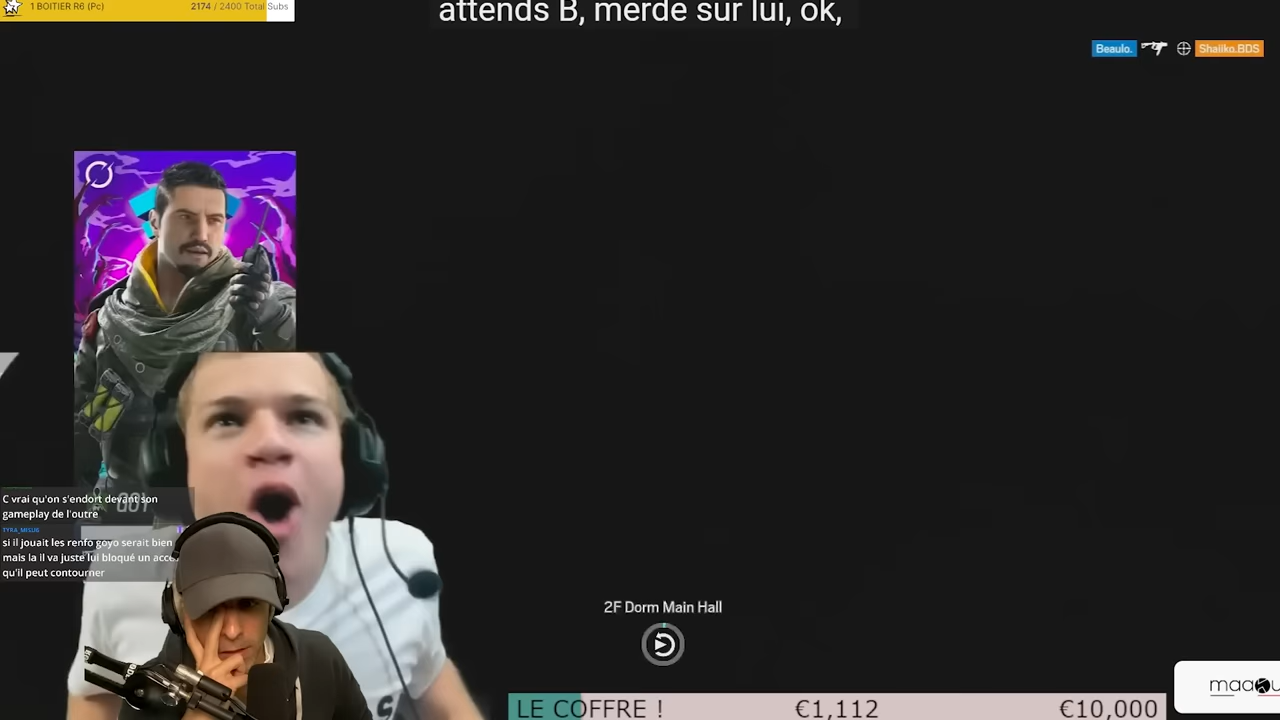 1 BOITIER R6 (Pc) 2174 / 2400 Total Subs
attends B, merde sur lui, ok,
Beaulo. Shaiiko.BDS
C vrai qu'on s'endort devant son
gameplay de l'outre
si il jouait les renfo goyo serait bien
mais la il va juste lui bloqué un
qu'il peut contourner
2F Dorm Main Hall
LE COFFRE ! €1,112 €10,000